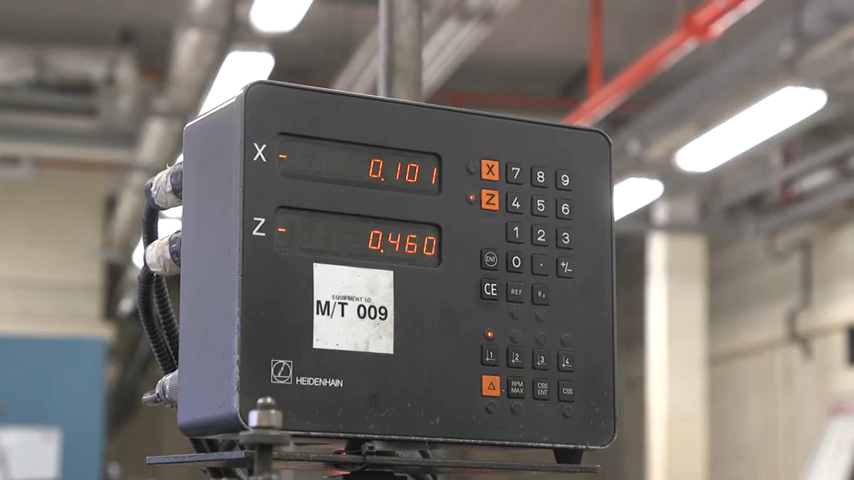 X - 0.101
Z - 0.460
EQUIPMENT I.D.
M/T 009
HEIDENHAIN
X 7 8 9
Z 4 5 6
1 2 3
ENT 0 . +/-
CE REF
1 2 3 4
Δ RPM MAX CSS ENT CSS